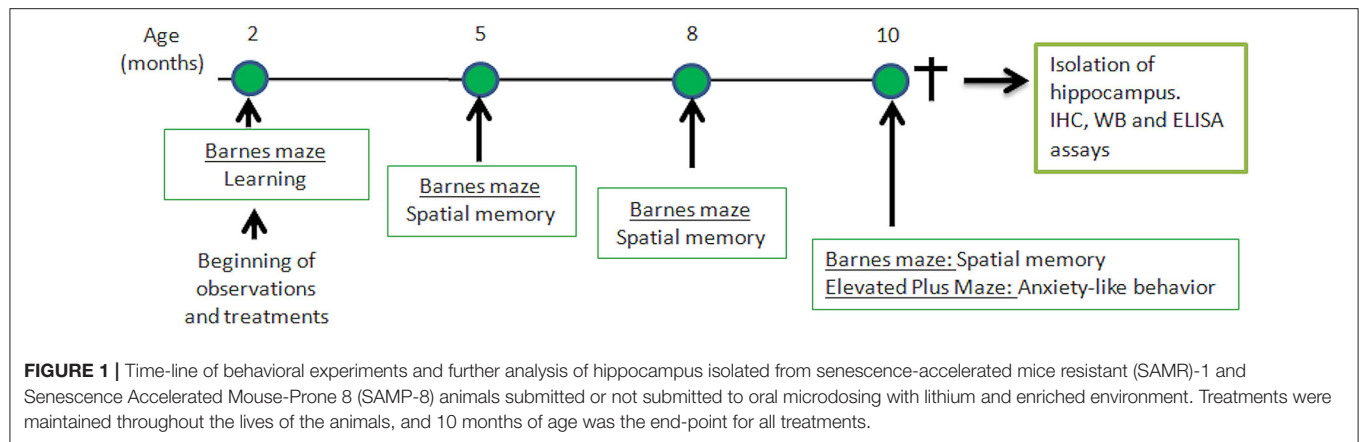 Age
(months)
2
5
8
10
Isolation of
hippocampus.
IHC, WB and ELISA
assays
Barnes maze
Learning
Barnes maze
Spatial memory
Barnes maze
Spatial memory
Barnes maze: Spatial memory
Elevated Plus Maze: Anxiety-like behavior
Beginning of
observations
and treatments
FIGURE 1 | Time-line of behavioral experiments and further analysis of hippocampus isolated from senescence-accelerated mice resistant (SAMR)-1 and
Senescence Accelerated Mouse-Prone 8 (SAMP-8) animals submitted or not submitted to oral microdosing with lithium and enriched environment. Treatments were
maintained throughout the lives of the animals, and 10 months of age was the end-point for all treatments.